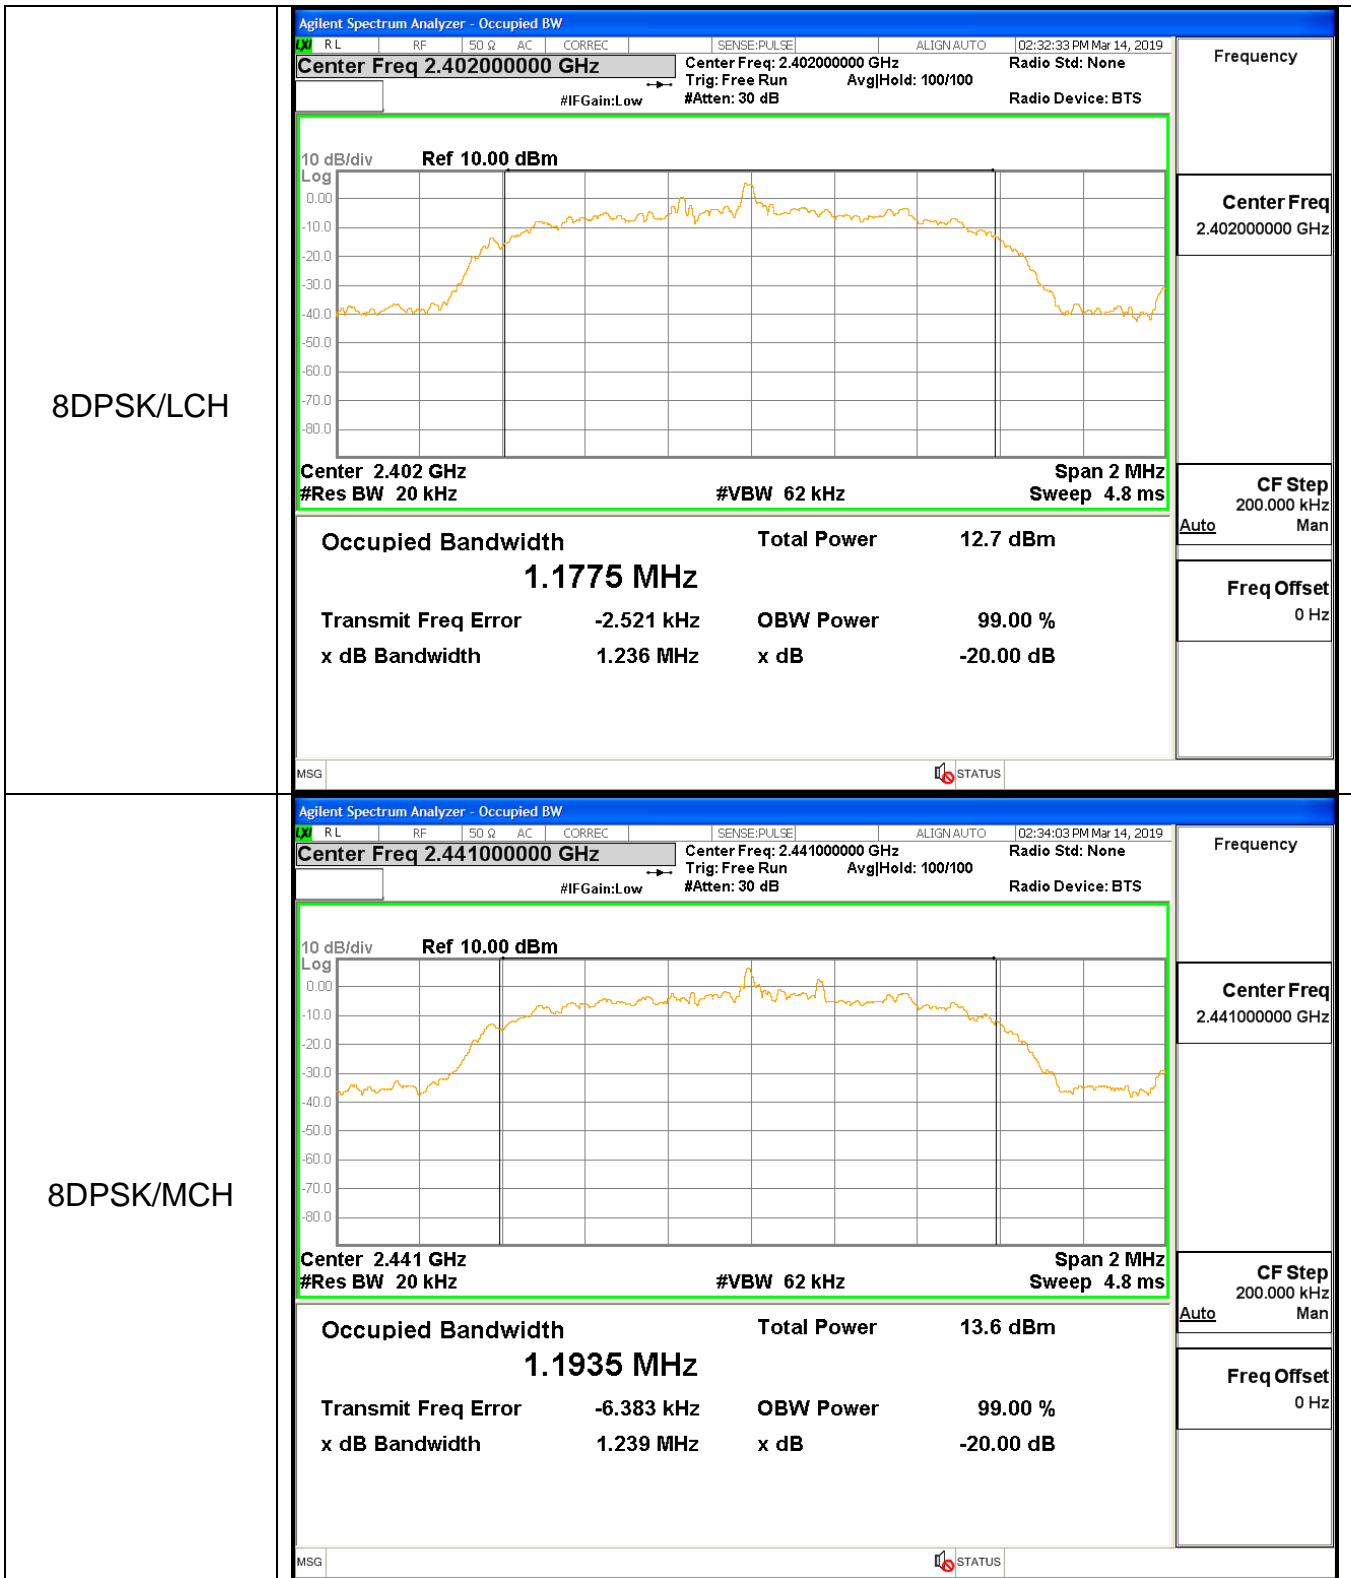 8DPSK/LCH
Agilent Spectrum Analyzer - Occupied BW
LXI RL RF 50 Ω AC CORREC SENSE:PULSE ALIGN AUTO 02:32:33 PM Mar 14, 2019
Center Freq 2.402000000 GHz
Center Freq: 2.402000000 GHz Radio Std: None
Trig: Free Run Avg|Hold: 100/100
#IFGain:Low #Atten: 30 dB Radio Device: BTS
10 dB/div Ref 10.00 dBm
Log
0.00
-10.0
-20.0
-30.0
-40.0
-50.0
-60.0
-70.0
-80.0
Center 2.402 GHz Span 2 MHz
#Res BW 20 kHz #VBW 62 kHz Sweep 4.8 ms
Occupied Bandwidth Total Power 12.7 dBm
1.1775 MHz
Transmit Freq Error -2.521 kHz OBW Power 99.00 %
x dB Bandwidth 1.236 MHz x dB -20.00 dB
MSG STATUS
Frequency
Center Freq
2.402000000 GHz
CF Step
200.000 kHz
Auto Man
Freq Offset
0 Hz
8DPSK/MCH
Agilent Spectrum Analyzer - Occupied BW
LXI RL RF 50 Ω AC CORREC SENSE:PULSE ALIGN AUTO 02:34:03 PM Mar 14, 2019
Center Freq 2.441000000 GHz
Center Freq: 2.441000000 GHz Radio Std: None
Trig: Free Run Avg|Hold: 100/100
#IFGain:Low #Atten: 30 dB Radio Device: BTS
10 dB/div Ref 10.00 dBm
Log
0.00
-10.0
-20.0
-30.0
-40.0
-50.0
-60.0
-70.0
-80.0
Center 2.441 GHz Span 2 MHz
#Res BW 20 kHz #VBW 62 kHz Sweep 4.8 ms
Occupied Bandwidth Total Power 13.6 dBm
1.1935 MHz
Transmit Freq Error -6.383 kHz OBW Power 99.00 %
x dB Bandwidth 1.239 MHz x dB -20.00 dB
MSG STATUS
Frequency
Center Freq
2.441000000 GHz
CF Step
200.000 kHz
Auto Man
Freq Offset
0 Hz